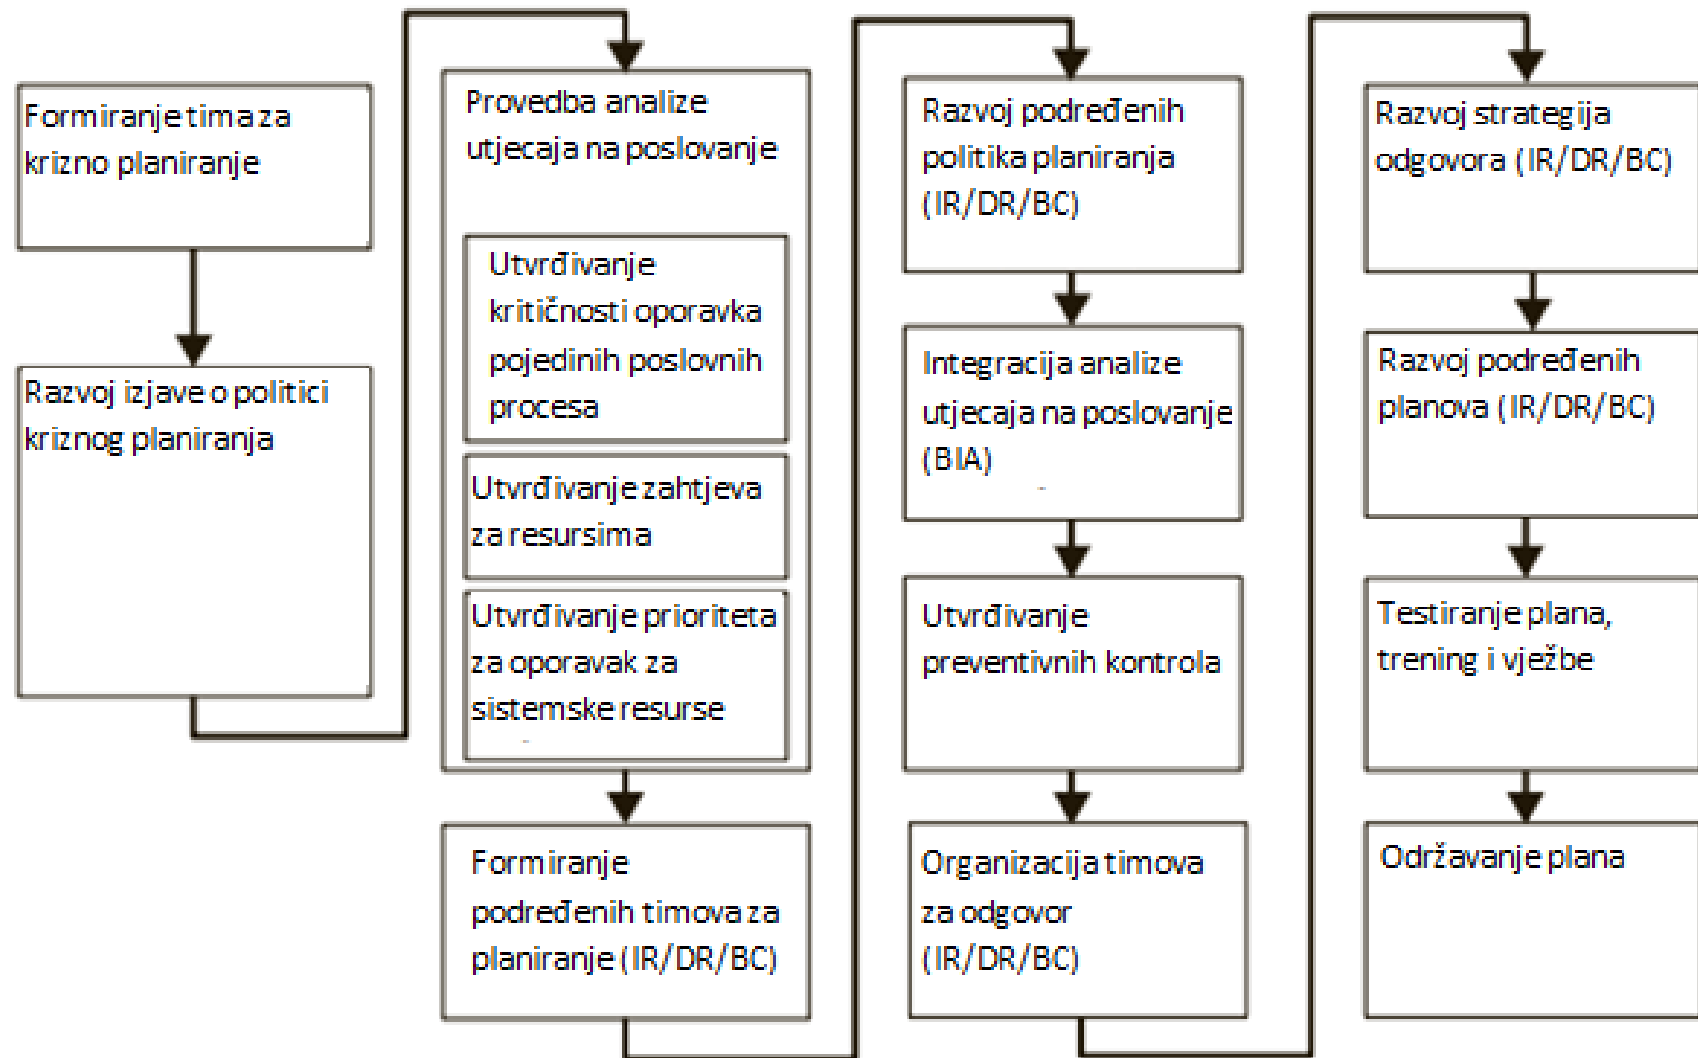 Formiranje tima za
krizno planiranje
Razvoj izjave o politici
kriznog planiranja
Provedba analize
utjecaja na poslovanje
Utvrđivanje
kritičnosti oporavka
pojedinih poslovnih
procesa
Utvrđivanje zahtjeva
za resursima
Utvrđivanje prioriteta
za oporavak za
sistemske resurse
Formiranje
podređenih timova za
planiranje (IR/DR/BC)
Razvoj podređenih
politika planiranja
(IR/DR/BC)
Integracija analize
utjecaja na poslovanje
(BIA)
Utvrđivanje
preventivnih kontrola
Organizacija timova
za odgovor
(IR/DR/BC)
Razvoj strategija
odgovora (IR/DR/BC)
Razvoj podređenih
planova (IR/DR/BC)
Testiranje plana,
trening i vježbe
Održavanje plana